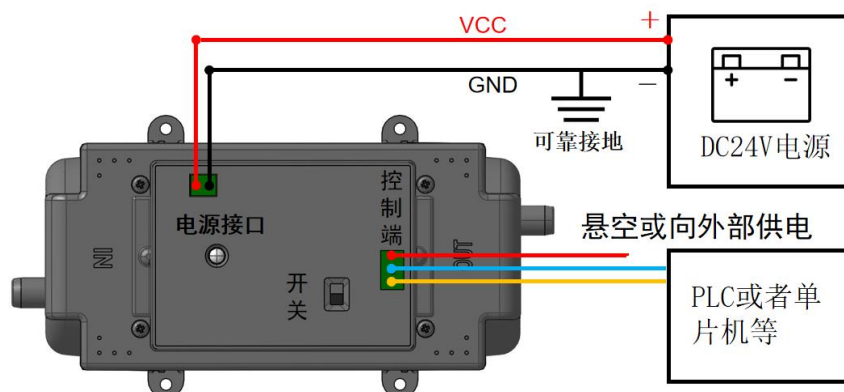 VCC
+
GND
−
+ −
可靠接地
DC24V电源
电源接口
控制端
开关
IN
OUT
悬空或向外部供电
PLC或者单
片机等